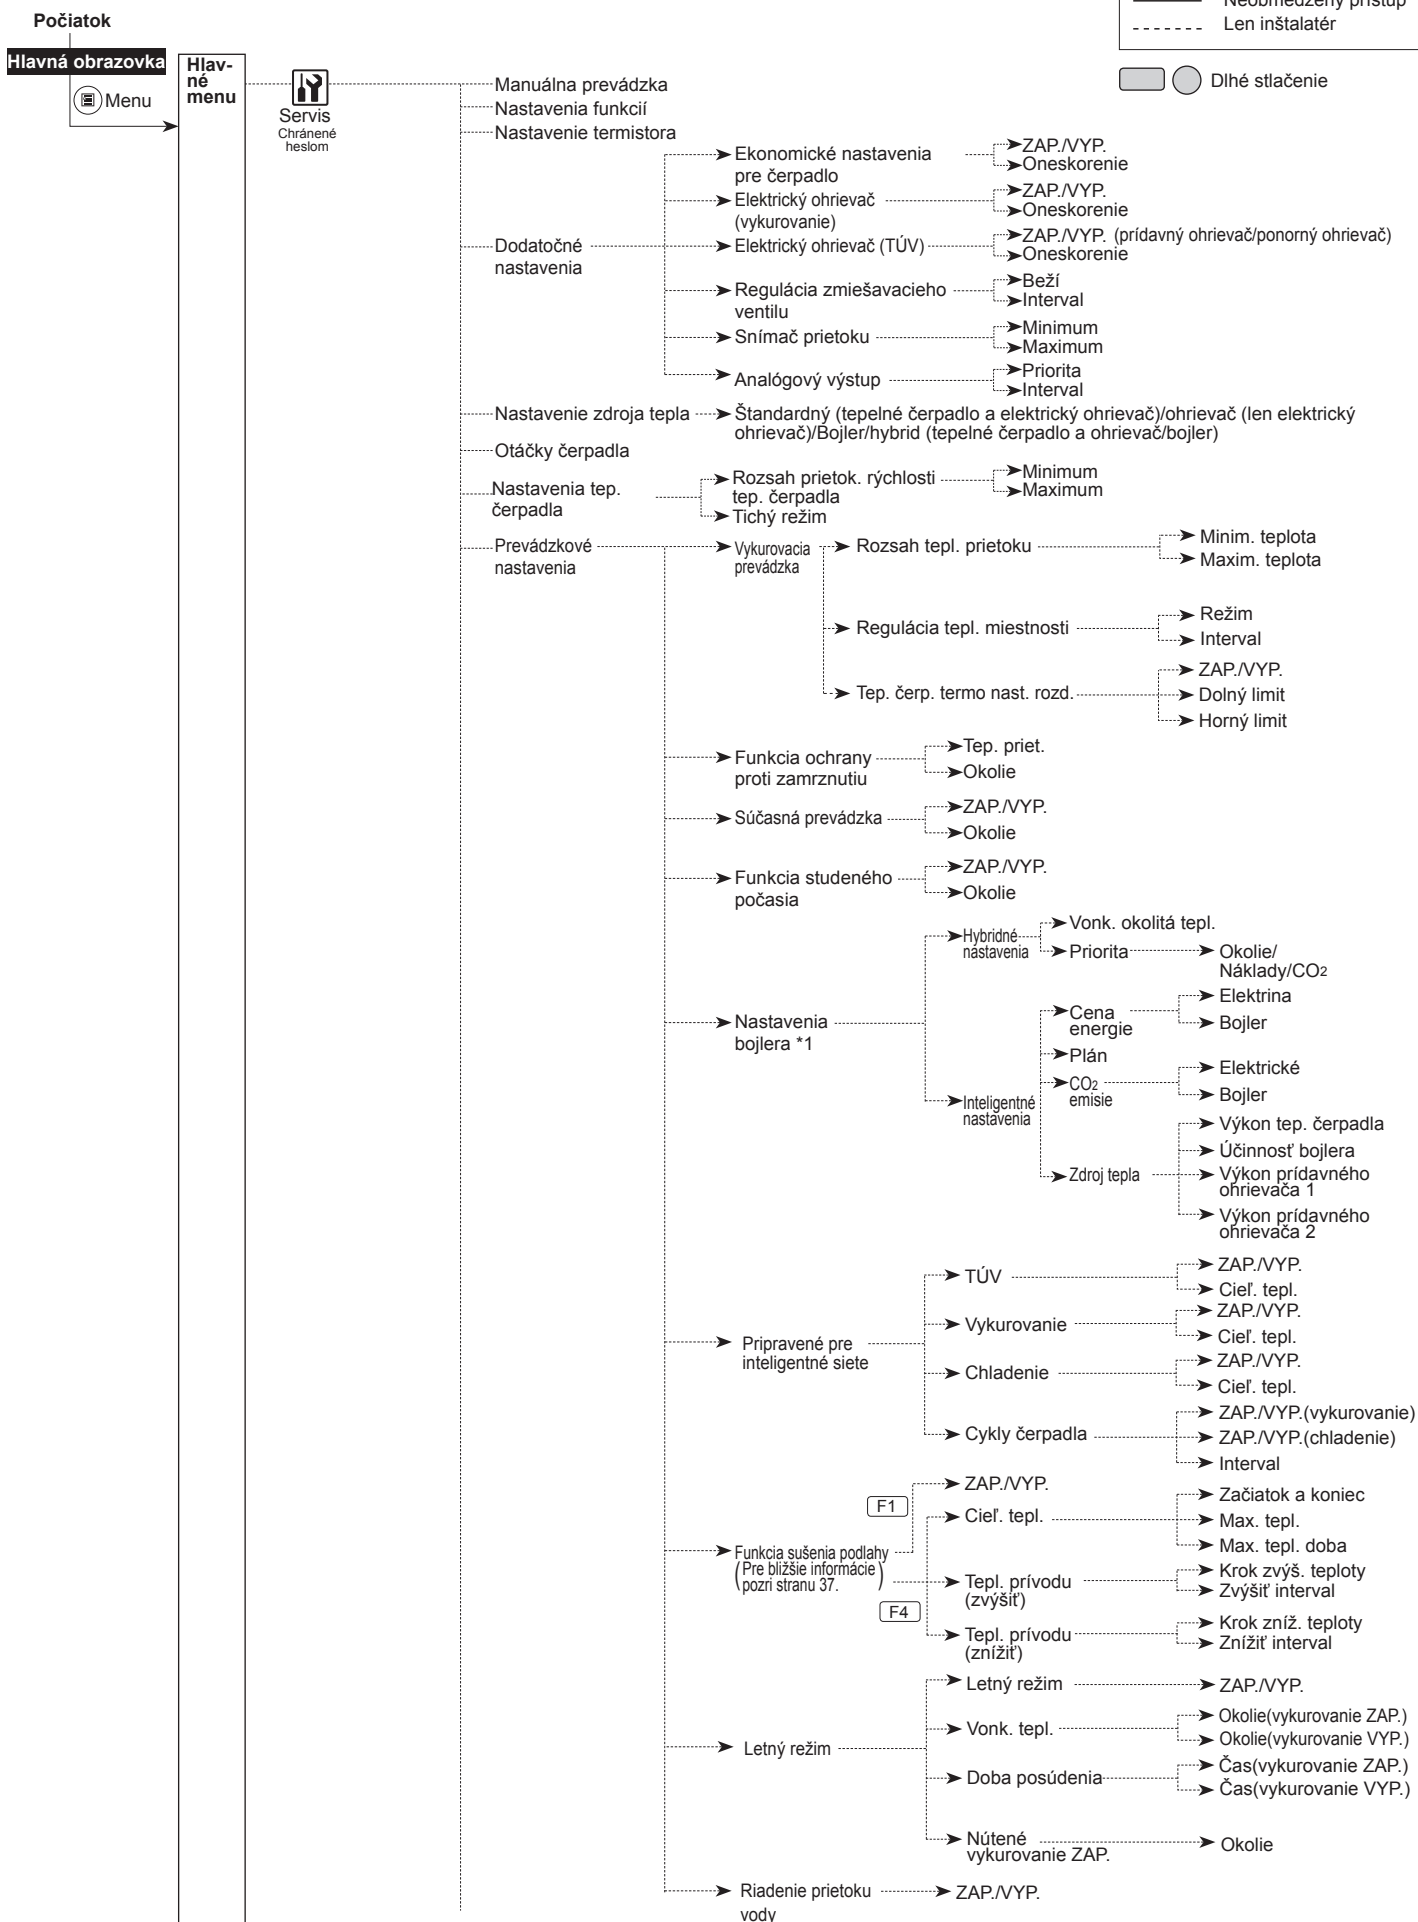 Neobmedzený prístup
Len inštalatér
Dlhé stlačenie
Počiatok
Hlavná obrazovka
Menu
Hlav-
né
menu
Servis
Chránené
heslom
Manuálna prevádzka
Nastavenia funkcií
Nastavenie termistora
Dodatočné
nastavenia
Ekonomické nastavenia
pre čerpadlo
ZAP./VYP.
Oneskorenie
Elektrický ohrievač
(vykurovanie)
ZAP./VYP.
Oneskorenie
Elektrický ohrievač (TÚV)
ZAP./VYP. (prídavný ohrievač/ponorný ohrievač)
Oneskorenie
Regulácia zmiešavacieho
ventilu
Beží
Interval
Snímač prietoku
Minimum
Maximum
Analógový výstup
Priorita
Interval
Nastavenie zdroja tepla
Štandardný (tepelné čerpadlo a elektrický ohrievač)/ohrievač (len elektrický
ohrievač)/Bojler/hybrid (tepelné čerpadlo a ohrievač/bojler)
Otáčky čerpadla
Nastavenia tep.
čerpadla
Rozsah prietok. rýchlosti
tep. čerpadla
Minimum
Maximum
Tichý režim
Prevádzkové
nastavenia
Vykurovacia
prevádzka
Rozsah tepl. prietoku
Minim. teplota
Maxim. teplota
Regulácia tepl. miestnosti
Režim
Interval
Tep. čerp. termo nast. rozd.
ZAP./VYP.
Dolný limit
Horný limit
Funkcia ochrany
proti zamrznutiu
Tep. priet.
Okolie
Súčasná prevádzka
ZAP./VYP.
Okolie
Funkcia studeného
počasia
ZAP./VYP.
Okolie
Nastavenia
bojlera *1
Hybridné
nastavenia
Vonk. okolitá tepl.
Priorita
Okolie/
Náklady/CO2
Inteligentné
nastavenia
Cena
energie
Elektrina
Bojler
Plán
CO2
emisie
Elektrické
Bojler
Zdroj tepla
Výkon tep. čerpadla
Účinnosť bojlera
Výkon prídavného
ohrievača 1
Výkon prídavného
ohrievača 2
Pripravené pre
inteligentné siete
TÚV
ZAP./VYP.
Cieľ. tepl.
Vykurovanie
ZAP./VYP.
Cieľ. tepl.
Chladenie
ZAP./VYP.
Cieľ. tepl.
Cykly čerpadla
ZAP./VYP.(vykurovanie)
ZAP./VYP.(chladenie)
Interval
Funkcia sušenia podlahy
(Pre bližšie informácie
pozri stranu 37.)
F1
ZAP./VYP.
F4
Cieľ. tepl.
Začiatok a koniec
Max. tepl.
Max. tepl. doba
Tepl. prívodu
(zvýšiť)
Krok zvýš. teploty
Zvýšiť interval
Tepl. prívodu
(znížiť)
Krok zníž. teploty
Znížiť interval
Letný režim
Letný režim
ZAP./VYP.
Vonk. tepl.
Okolie(vykurovanie ZAP.)
Okolie(vykurovanie VYP.)
Doba posúdenia
Čas(vykurovanie ZAP.)
Čas(vykurovanie VYP.)
Nútené
vykurovanie ZAP.
Okolie
Riadenie prietoku
vody
ZAP./VYP.